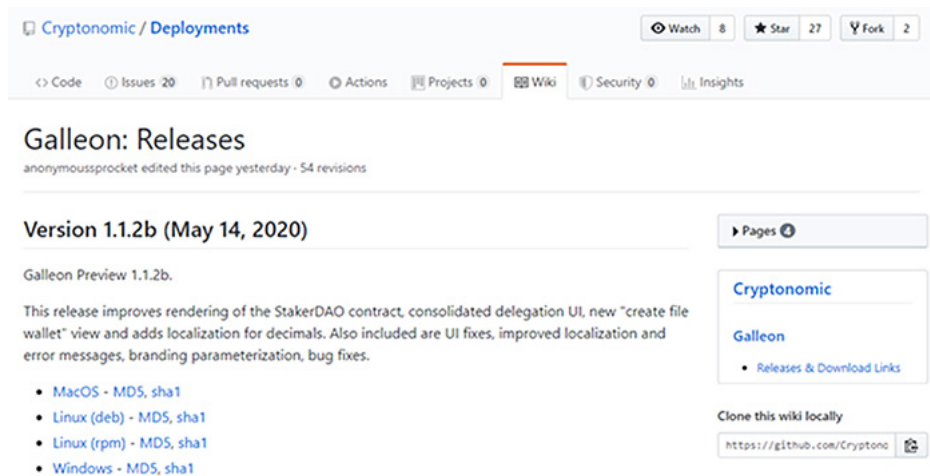 Cryptonomic / Deployments
Watch 8 Star 27 Fork 2
Code Issues 20 Pull requests 0 Actions Projects 0 Wiki Security 0 Insights
Galleon: Releases
anonymoussprocket edited this page yesterday · 54 revisions
Version 1.1.2b (May 14, 2020)
Galleon Preview 1.1.2b.
This release improves rendering of the StakerDAO contract, consolidated delegation UI, new "create file
wallet" view and adds localization for decimals. Also included are UI fixes, improved localization and
error messages, branding parameterization, bug fixes.
• MacOS - MD5, sha1
• Linux (deb) - MD5, sha1
• Linux (rpm) - MD5, sha1
• Windows - MD5, sha1
Pages 4
Cryptonomic
Galleon
• Releases & Download Links
Clone this wiki locally
https://github.com/Cryptono